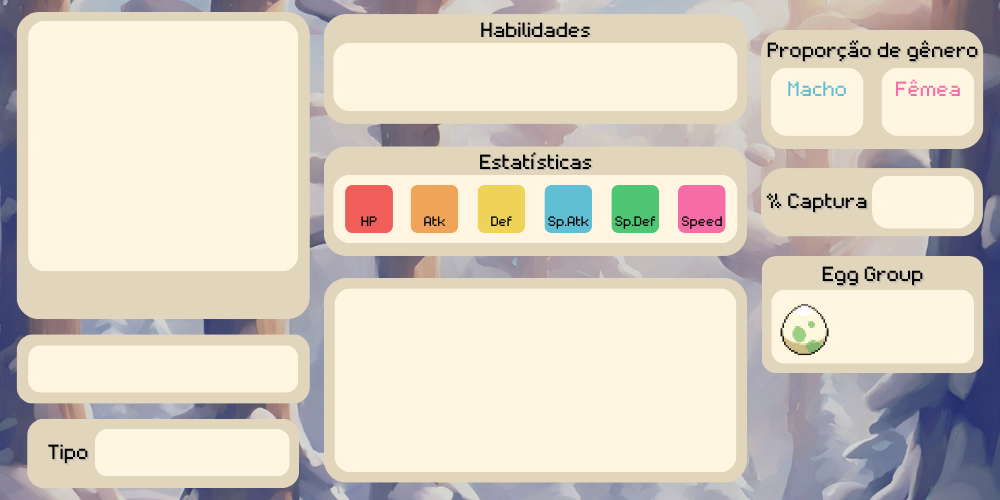 Habilidades
Estatísticas
HP
Atk
Def
Sp.Atk
Sp.Def
Speed
Tipo
Proporção de gênero
Macho
Fêmea
% Captura
Egg Group